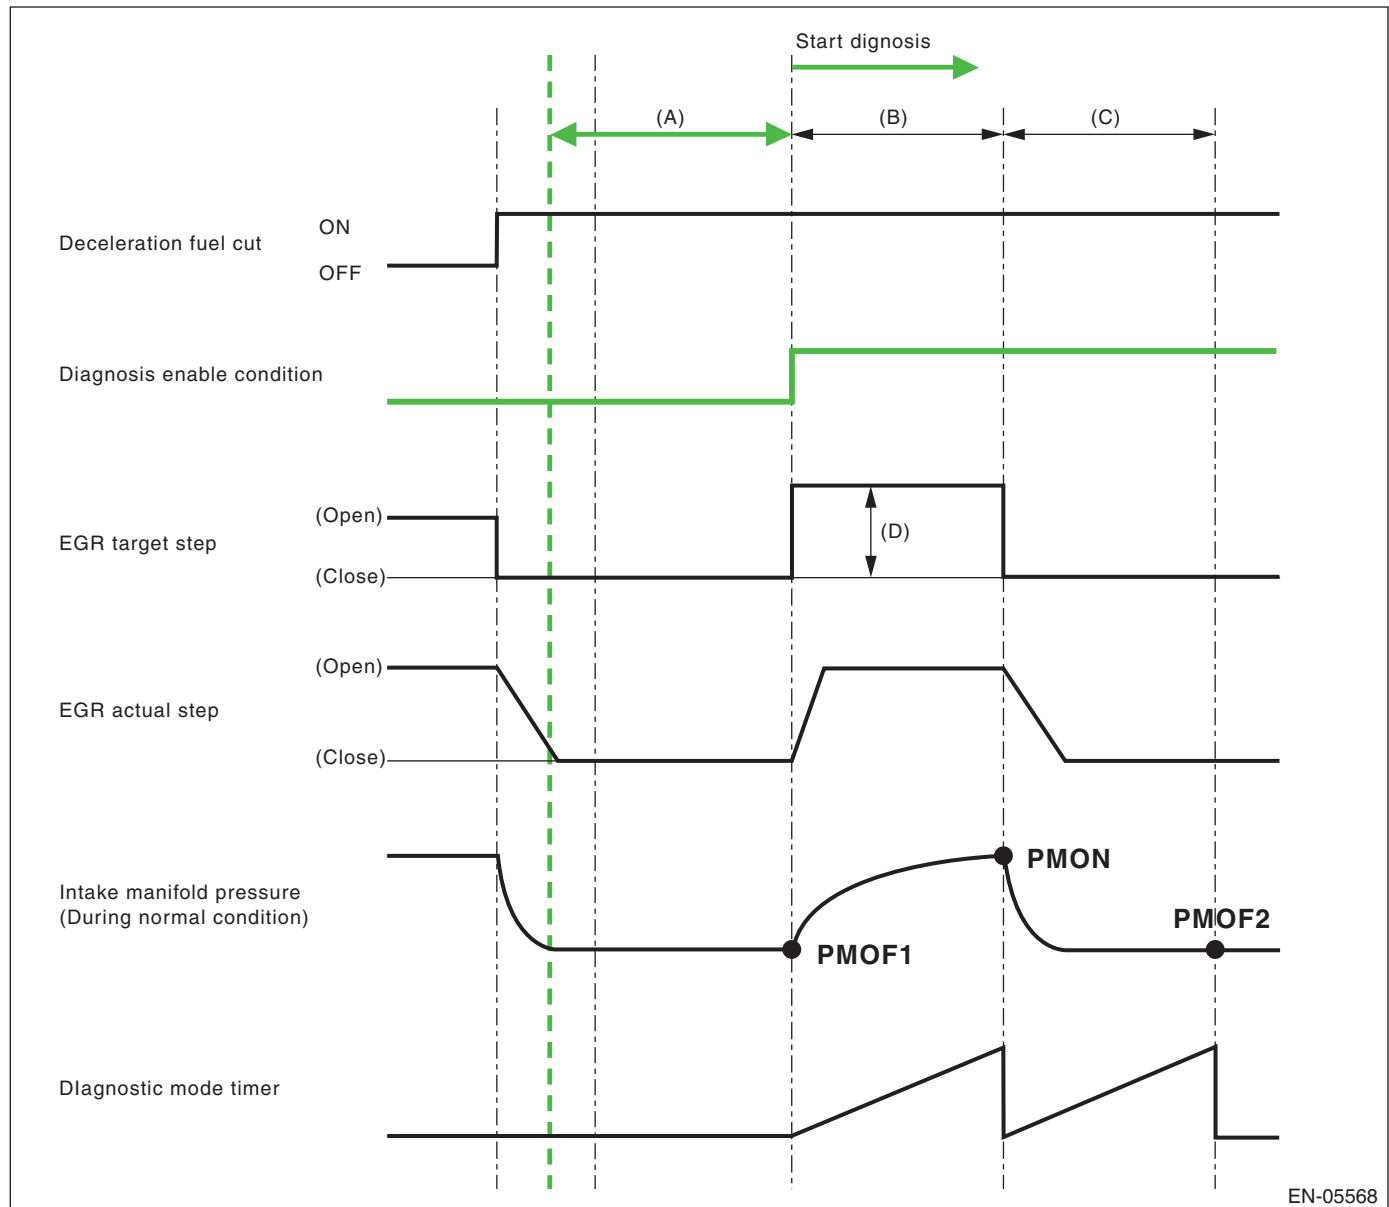 Start dignosis
(A)
(B)
(C)
Deceleration fuel cut
ON
OFF
Diagnosis enable condition
EGR target step
(Open)
(D)
(Close)
EGR actual step
(Open)
(Close)
Intake manifold pressure
(During normal condition)
PMON
PMOF2
PMOF1
DIagnostic mode timer
EN-05568